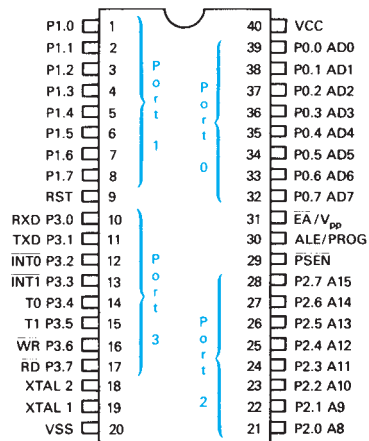 P1.0 1 40 VCC
P1.1 2 39 P0.0 AD0
P1.2 3 38 P0.1 AD1
P1.3 4 37 P0.2 AD2
P1.4 5 36 P0.3 AD3
P1.5 6 35 P0.4 AD4
P1.6 7 34 P0.5 AD5
P1.7 8 33 P0.6 AD6
RST 9 32 P0.7 AD7
RXD P3.0 10 31 E̅A̅/Vpp
TXD P3.1 11 30 ALE/PROG
I̅N̅T̅0̅ P3.2 12 29 P̅S̅E̅N̅
I̅N̅T̅1̅ P3.3 13 28 P2.7 A15
T0 P3.4 14 27 P2.6 A14
T1 P3.5 15 26 P2.5 A13
W̅R̅ P3.6 16 25 P2.4 A12
R̅D̅ P3.7 17 24 P2.3 A11
XTAL 2 18 23 P2.2 A10
XTAL 1 19 22 P2.1 A9
VSS 20 21 P2.0 A8
Port 1
Port 0
Port 3
Port 2